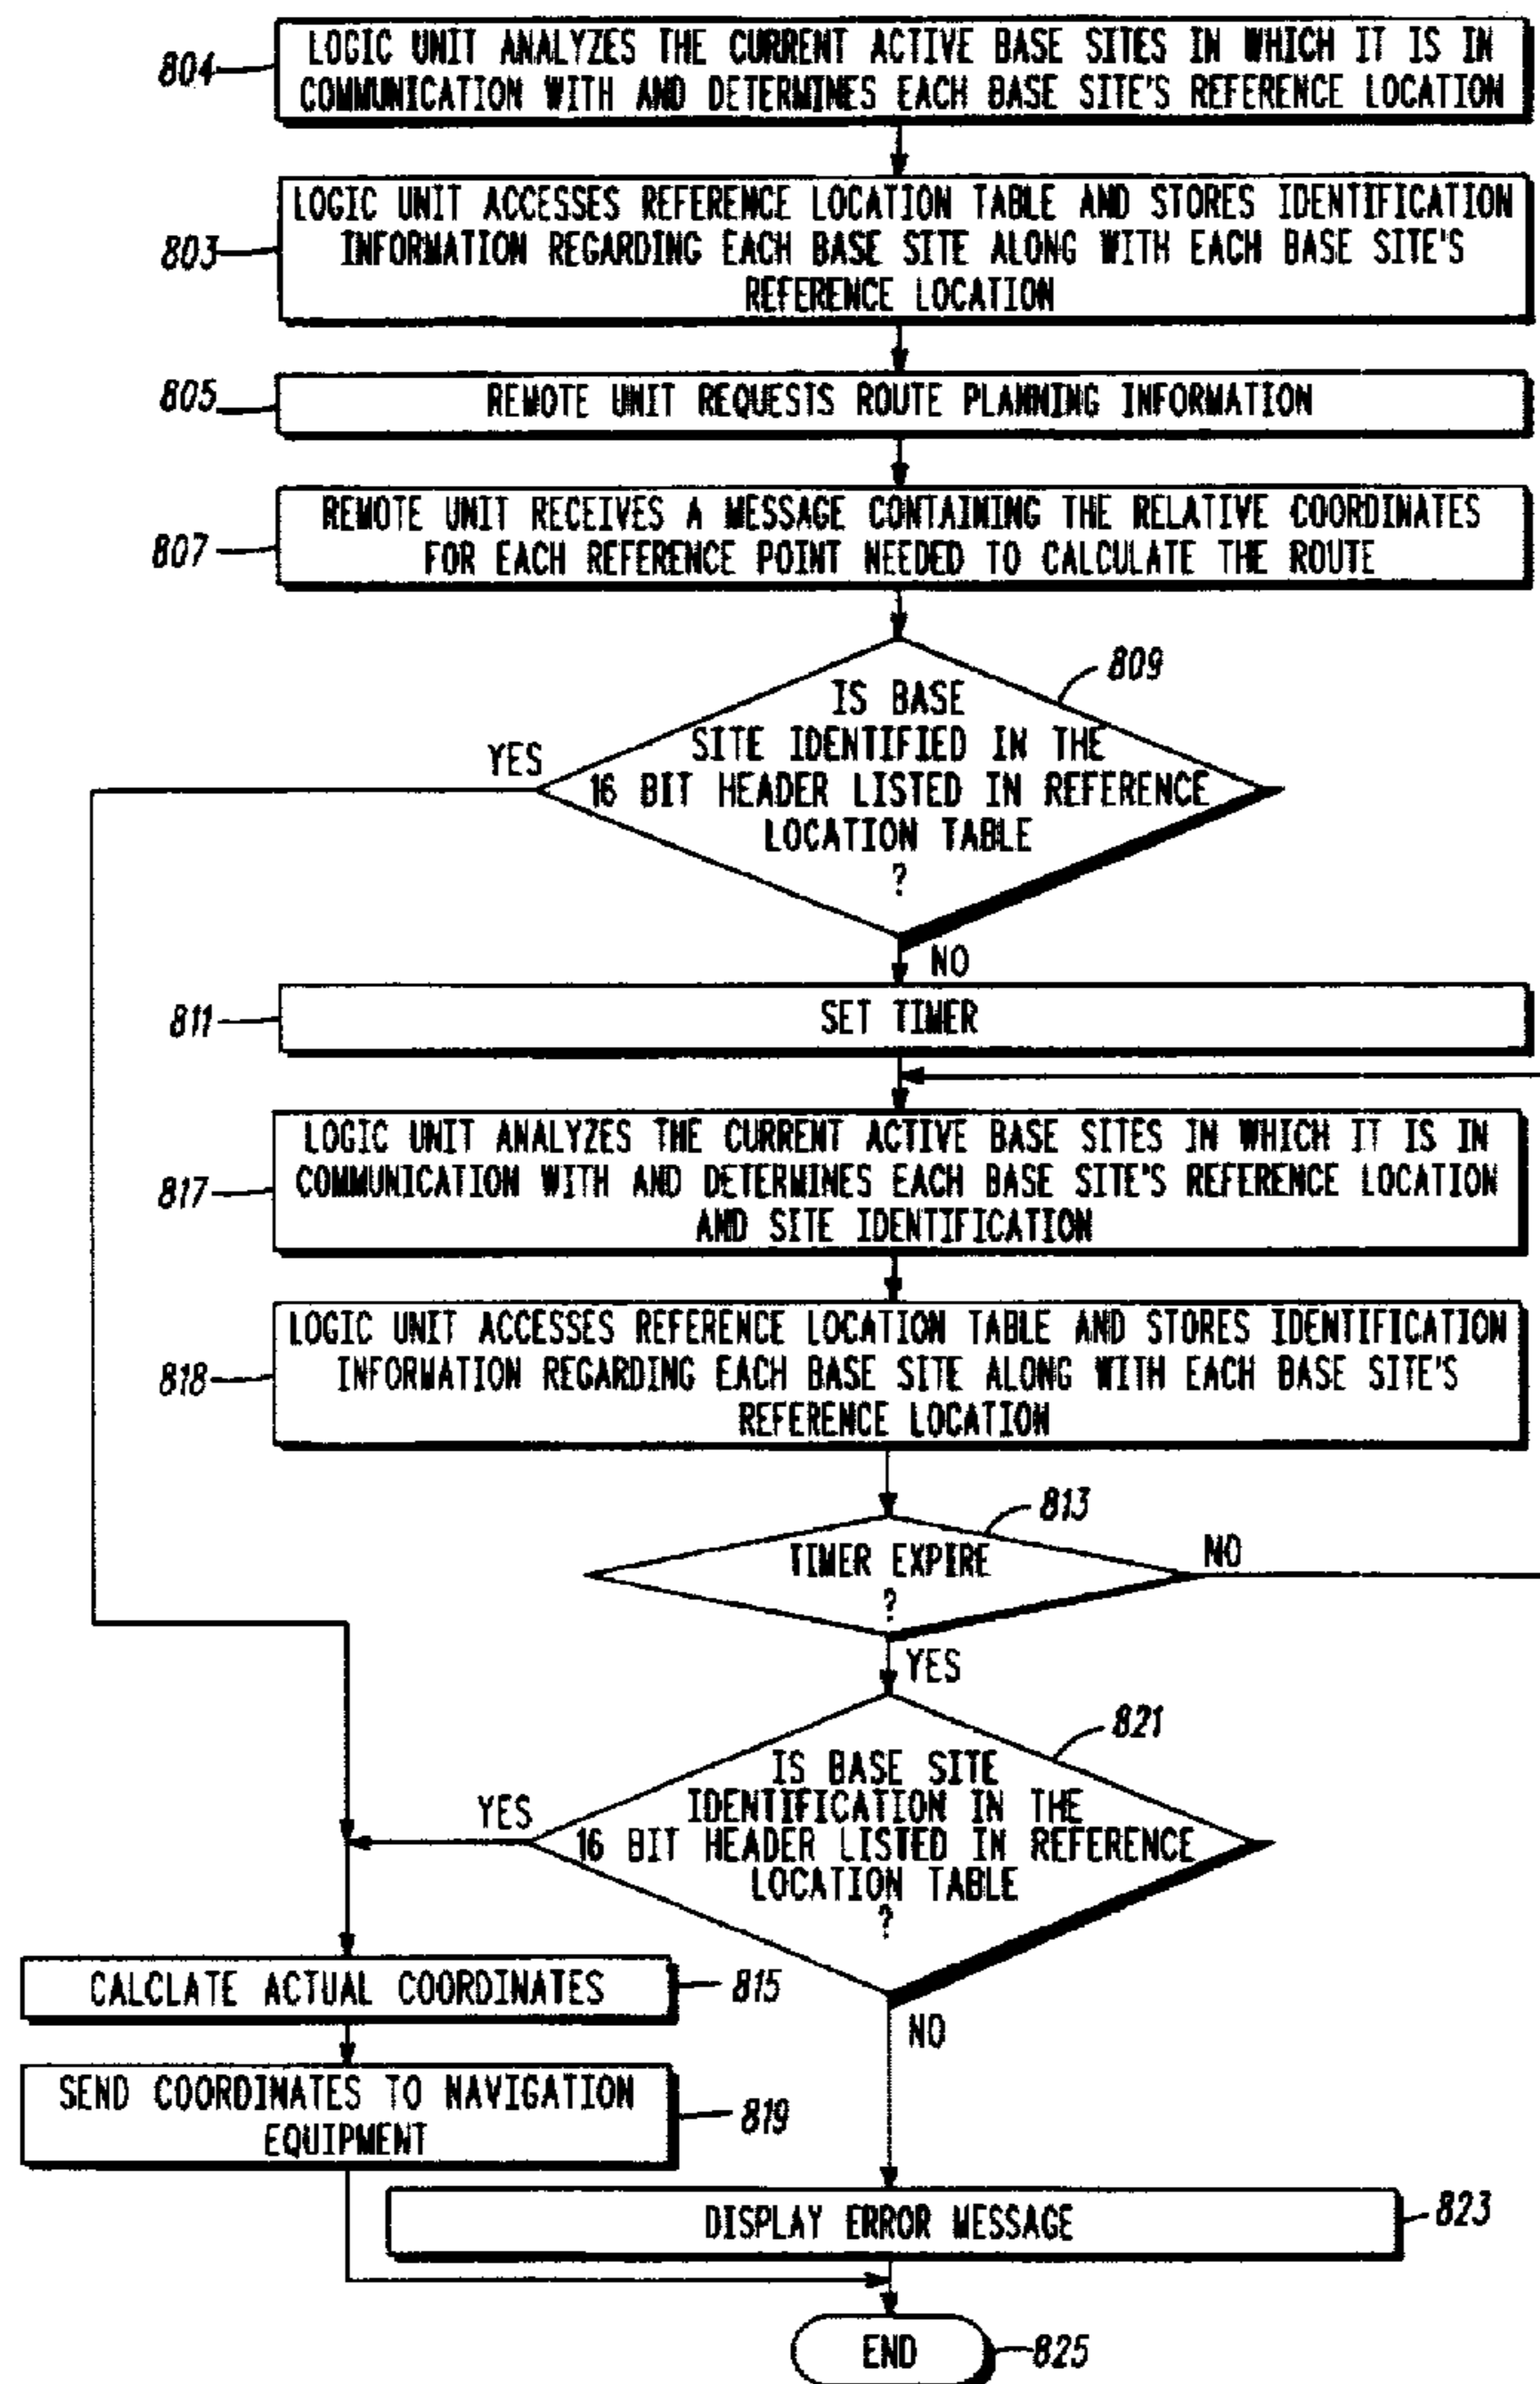 804
LOGIC UNIT ANALYZES THE CURRENT ACTIVE BASE SITES IN WHICH IT IS IN
COMMUNICATION WITH AND DETERMINES EACH BASE SITE'S REFERENCE LOCATION
803
LOGIC UNIT ACCESSES REFERENCE LOCATION TABLE AND STORES IDENTIFICATION
INFORMATION REGARDING EACH BASE SITE ALONG WITH EACH BASE SITE'S
REFERENCE LOCATION
805
REMOTE UNIT REQUESTS ROUTE PLANNING INFORMATION
807
REMOTE UNIT RECEIVES A MESSAGE CONTAINING THE RELATIVE COORDINATES
FOR EACH REFERENCE POINT NEEDED TO CALCULATE THE ROUTE
809
IS BASE
SITE IDENTIFIED IN THE
16 BIT HEADER LISTED IN REFERENCE
LOCATION TABLE
?
YES
NO
811
SET TIMER
817
LOGIC UNIT ANALYZES THE CURRENT ACTIVE BASE SITES IN WHICH IT IS IN
COMMUNICATION WITH AND DETERMINES EACH BASE SITE'S REFERENCE LOCATION
AND SITE IDENTIFICATION
818
LOGIC UNIT ACCESSES REFERENCE LOCATION TABLE AND STORES IDENTIFICATION
INFORMATION REGARDING EACH BASE SITE ALONG WITH EACH BASE SITE'S
REFERENCE LOCATION
813
TIMER EXPIRE
?
NO
YES
821
IS BASE SITE
IDENTIFICATION IN THE
16 BIT HEADER LISTED IN REFERENCE
LOCATION TABLE
?
YES
NO
CALCLATE ACTUAL COORDINATES
815
SEND COORDINATES TO NAVIGATION
EQUIPMENT
819
DISPLAY ERROR MESSAGE
823
END
825